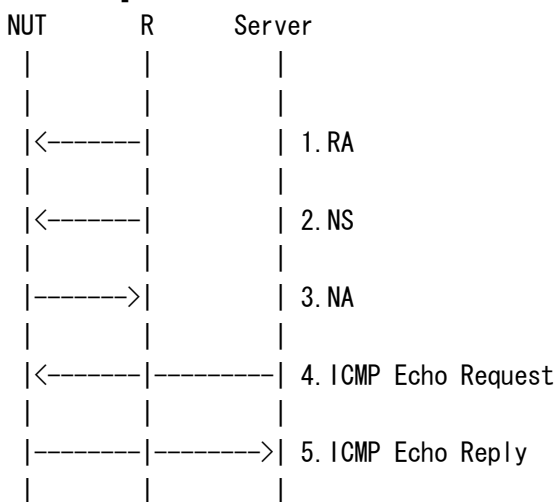 NUT R Server
| | |
| | |
|<-------| | 1.RA
| | |
|<-------| | 2.NS
| | |
|------->| | 3.NA
| | |
|<-------|---------| 4.ICMP Echo Request
| | |
|--------|-------->| 5.ICMP Echo Reply
| | |